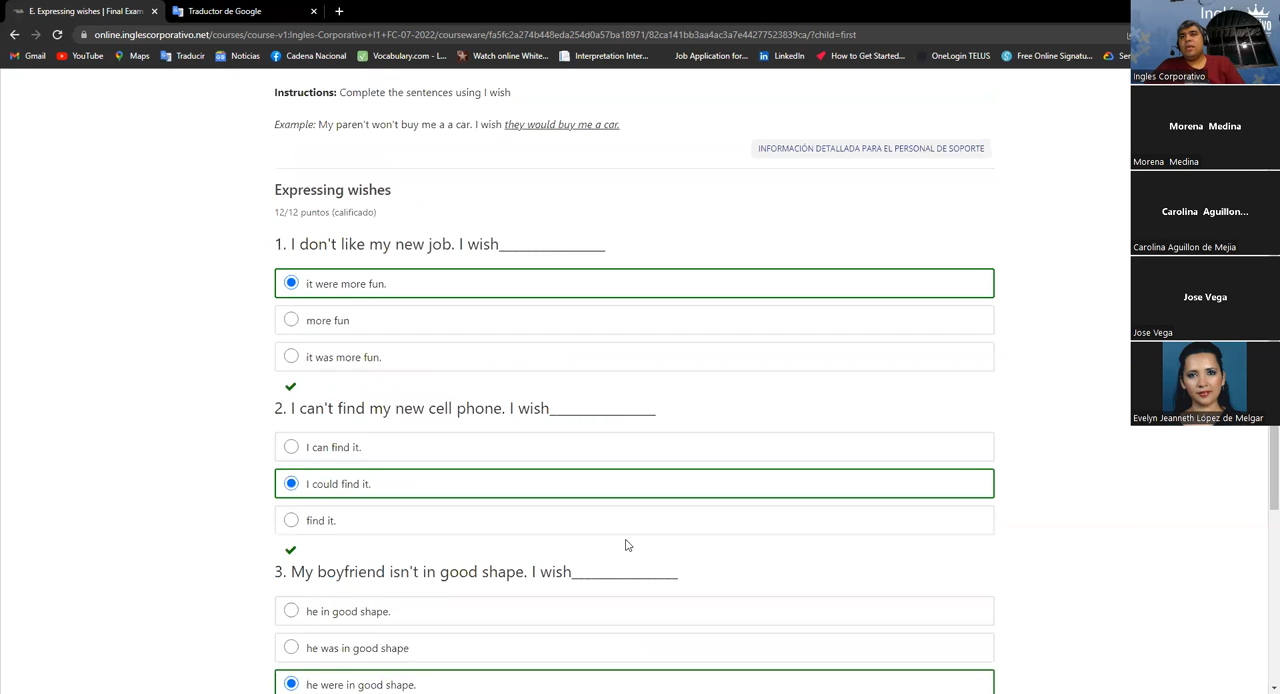 E. Expressing wishes | Final Exam
Traductor de Google
online.inglescorporativo.net/courses/course-v1:Ingles-Corporativo+I1+FC-07-2022/courseware/fa5fc2a274b448eda254d0a57ba18971/82ca141bb3aa4ac3a7e44277523839ca/?child=first
Gmail YouTube Maps Traducir Noticias Cadena Nacional Vocabulary.com - L... Watch online White... Interpretation Inter... Job Application for... LinkedIn How to Get Started... OneLogin TELUS Free Online Signatu... Ser
Instructions: Complete the sentences using I wish
Example: My paren't won't buy me a a car. I wish they would buy me a car.
INFORMACIÓN DETALLADA PARA EL PERSONAL DE SOPORTE
Expressing wishes
12/12 puntos (calificado)
1. I don't like my new job. I wish_______________
it were more fun.
more fun
it was more fun.
2. I can't find my new cell phone. I wish_______________
I can find it.
I could find it.
find it.
3. My boyfriend isn't in good shape. I wish_______________
he in good shape.
he was in good shape
he were in good shape.
Ingles Corporativo
Morena Medina
Morena Medina
Carolina Aguillon...
Carolina Aguillon de Mejia
Jose Vega
Jose Vega
Evelyn Jeanneth López de Melgar